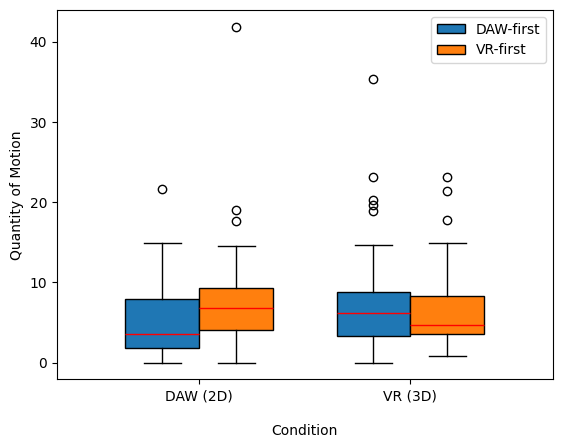 DAW-first
VR-first
40
30
20
10
0
Quantity of Motion
DAW (2D)
VR (3D)
Condition